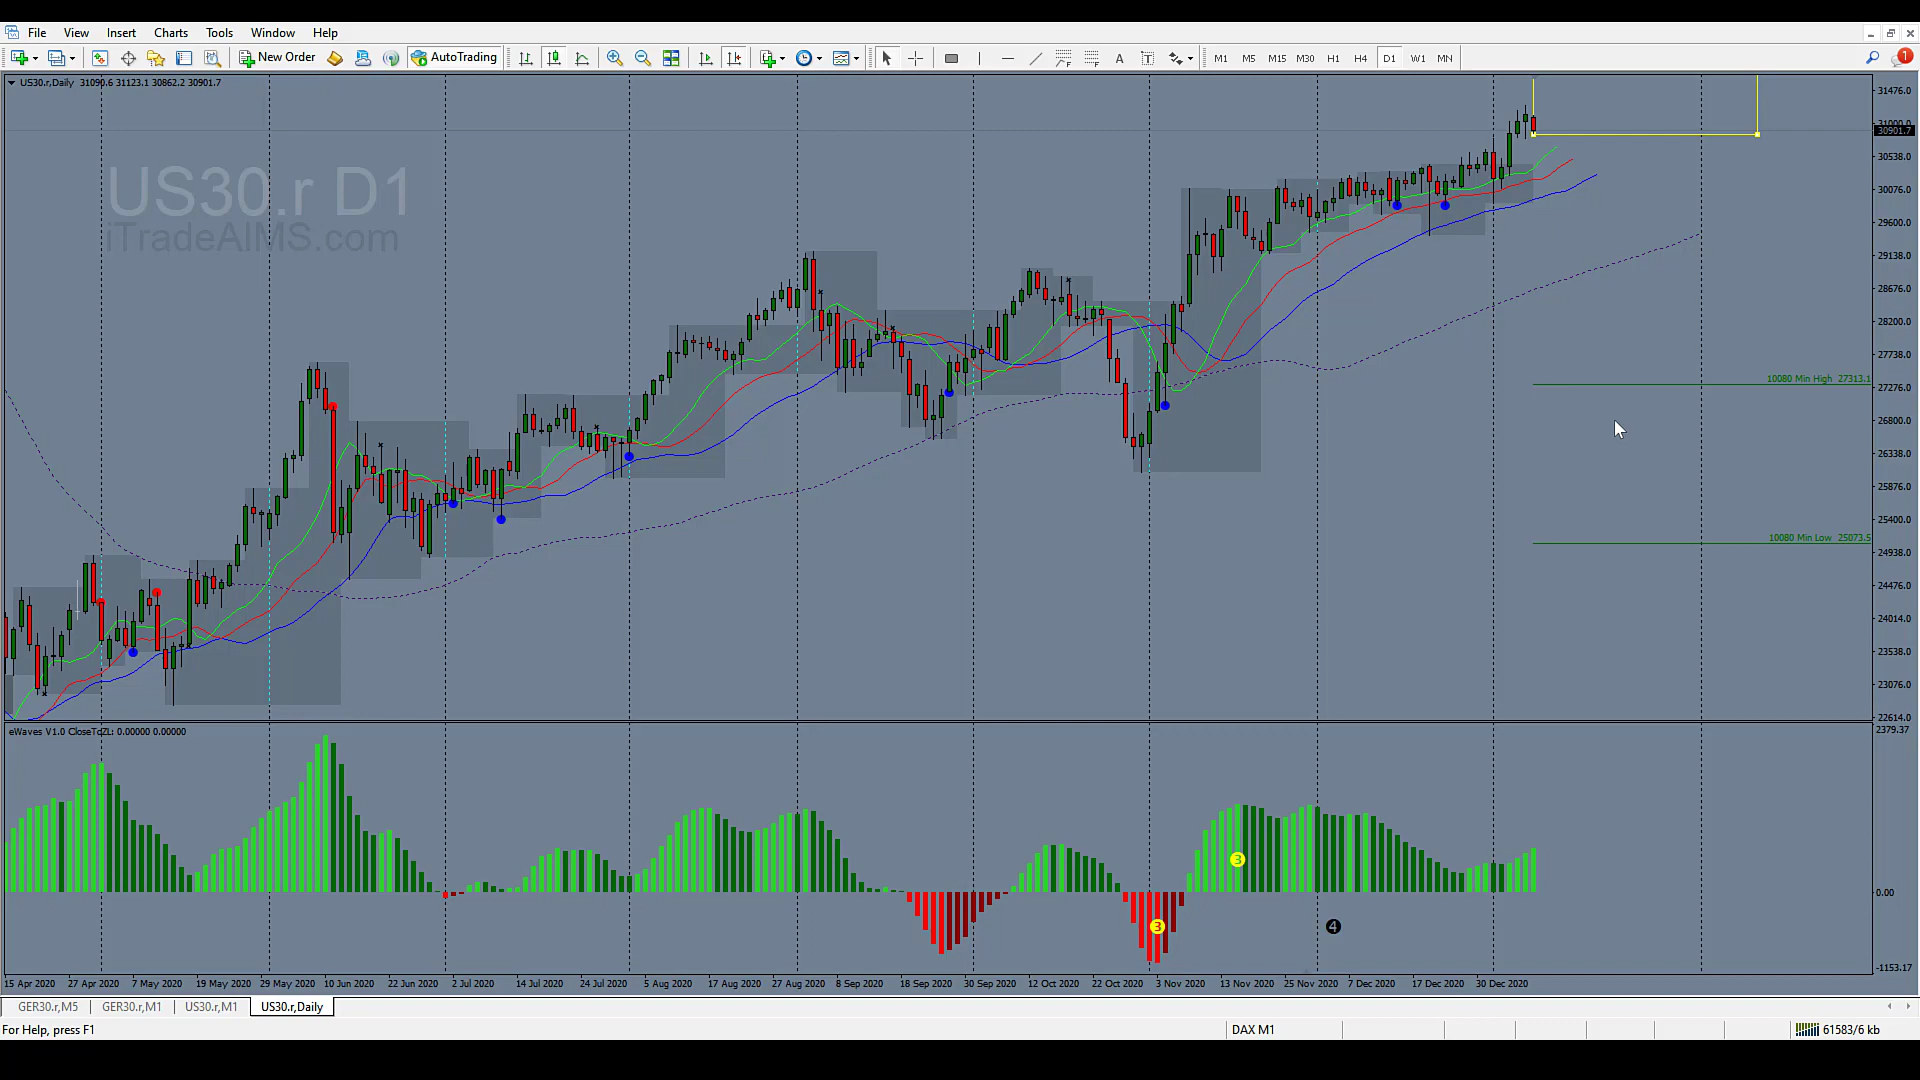 File View Insert Charts Tools Window Help
New Order AutoTrading A T M1 M5 M15 M30 H1 H4 D1 W1 MN 1
US30.r,Daily 31090.6 31123.1 30862.2 30901.7
US30.r D1
iTradeAIMS.com
31476.0
31000.0
30901.7
30538.0
30076.0
29600.0
29138.0
28676.0
28200.0
27738.0
10080 Min High 27313.1
27276.0
26800.0
26338.0
25876.0
25400.0
10080 Min Low 25073.5
24938.0
24476.0
24014.0
23538.0
23076.0
22614.0
eWaves V1.0 CloseToZL: 0.00000 0.00000
2379.37
3
0.00
3
4
-1153.17
15 Apr 2020 27 Apr 2020 7 May 2020 19 May 2020 29 May 2020 10 Jun 2020 22 Jun 2020 2 Jul 2020 14 Jul 2020 24 Jul 2020 5 Aug 2020 17 Aug 2020 27 Aug 2020 8 Sep 2020 18 Sep 2020 30 Sep 2020 12 Oct 2020 22 Oct 2020 3 Nov 2020 13 Nov 2020 25 Nov 2020 7 Dec 2020 17 Dec 2020 30 Dec 2020
GER30.r,M5 GER30.r,M1 US30.r,M1 US30.r,Daily
For Help, press F1 DAX M1 61583/6 kb